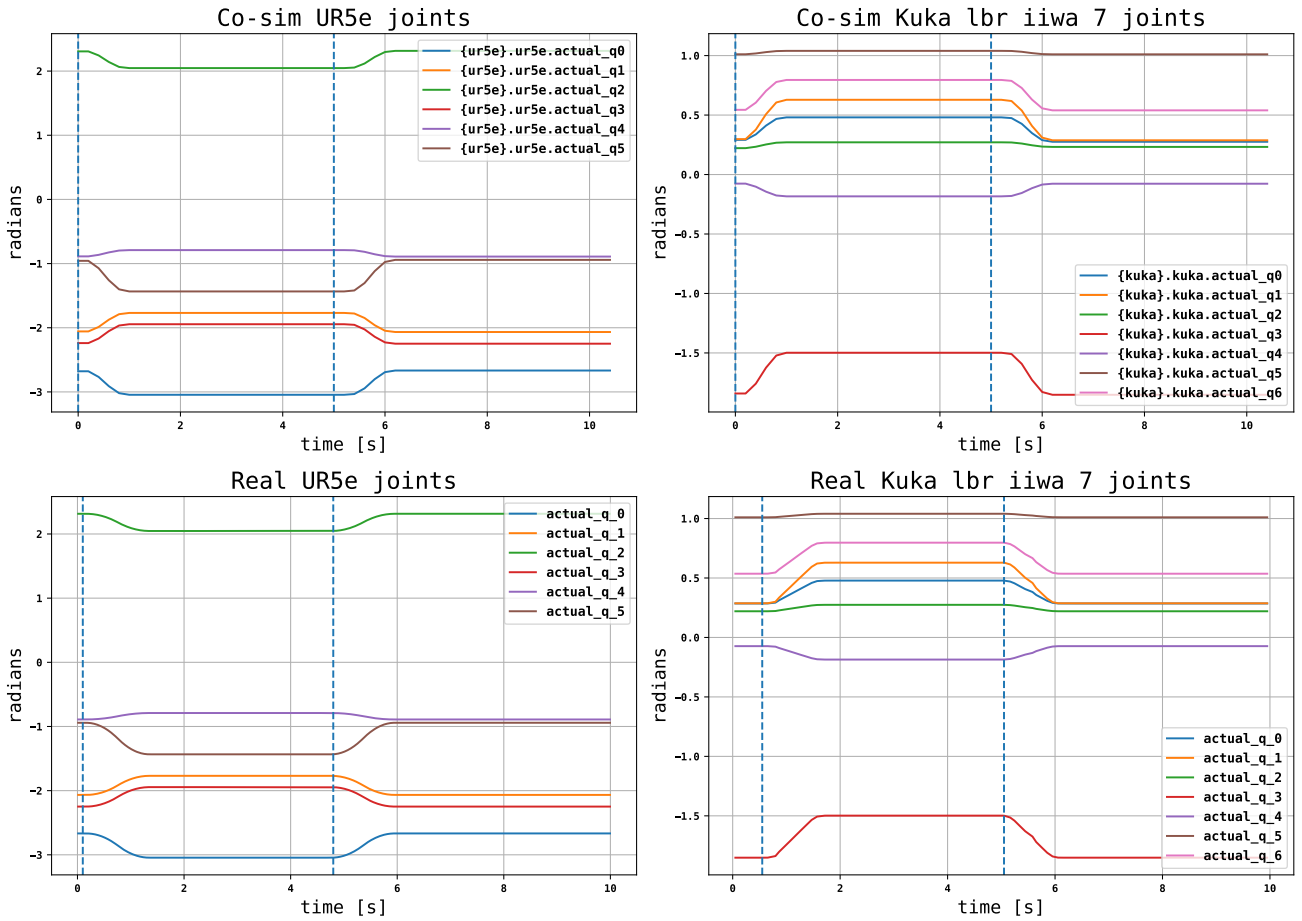 Co-sim UR5e joints
radians
2
1
0
−1
−2
−3
{ur5e}.ur5e.actual_q0
{ur5e}.ur5e.actual_q1
{ur5e}.ur5e.actual_q2
{ur5e}.ur5e.actual_q3
{ur5e}.ur5e.actual_q4
{ur5e}.ur5e.actual_q5
0 2 4 6 8 10
time [s]
Co-sim Kuka lbr iiwa 7 joints
radians
1.0
0.5
0.0
−0.5
−1.0
−1.5
{kuka}.kuka.actual_q0
{kuka}.kuka.actual_q1
{kuka}.kuka.actual_q2
{kuka}.kuka.actual_q3
{kuka}.kuka.actual_q4
{kuka}.kuka.actual_q5
{kuka}.kuka.actual_q6
0 2 4 6 8 10
time [s]
Real UR5e joints
radians
2
1
0
−1
−2
−3
actual_q_0
actual_q_1
actual_q_2
actual_q_3
actual_q_4
actual_q_5
0 2 4 6 8 10
time [s]
Real Kuka lbr iiwa 7 joints
radians
1.0
0.5
0.0
−0.5
−1.0
−1.5
actual_q_0
actual_q_1
actual_q_2
actual_q_3
actual_q_4
actual_q_5
actual_q_6
0 2 4 6 8 10
time [s]